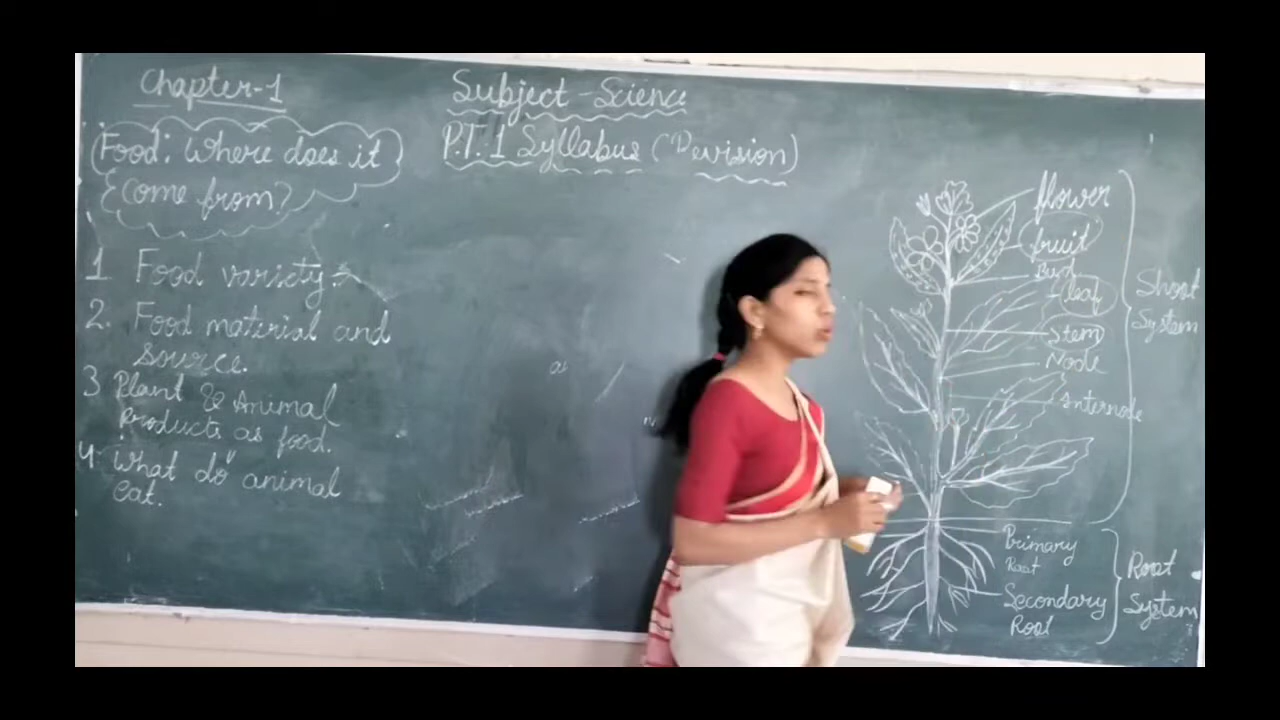 Chapter-1
Food: Where does it
come from?
1. Food variety:
2. Food material and
Source.
3 Plant & Animal
Products as food.
4. What do animal
eat.
Subject - Science
P.T. 1 Syllabus (Revision)
flower
fruit
Bud
leaf
Stem
Node
Internode
Shoot
System
Primary
Root
Secondary
Root
Root
System